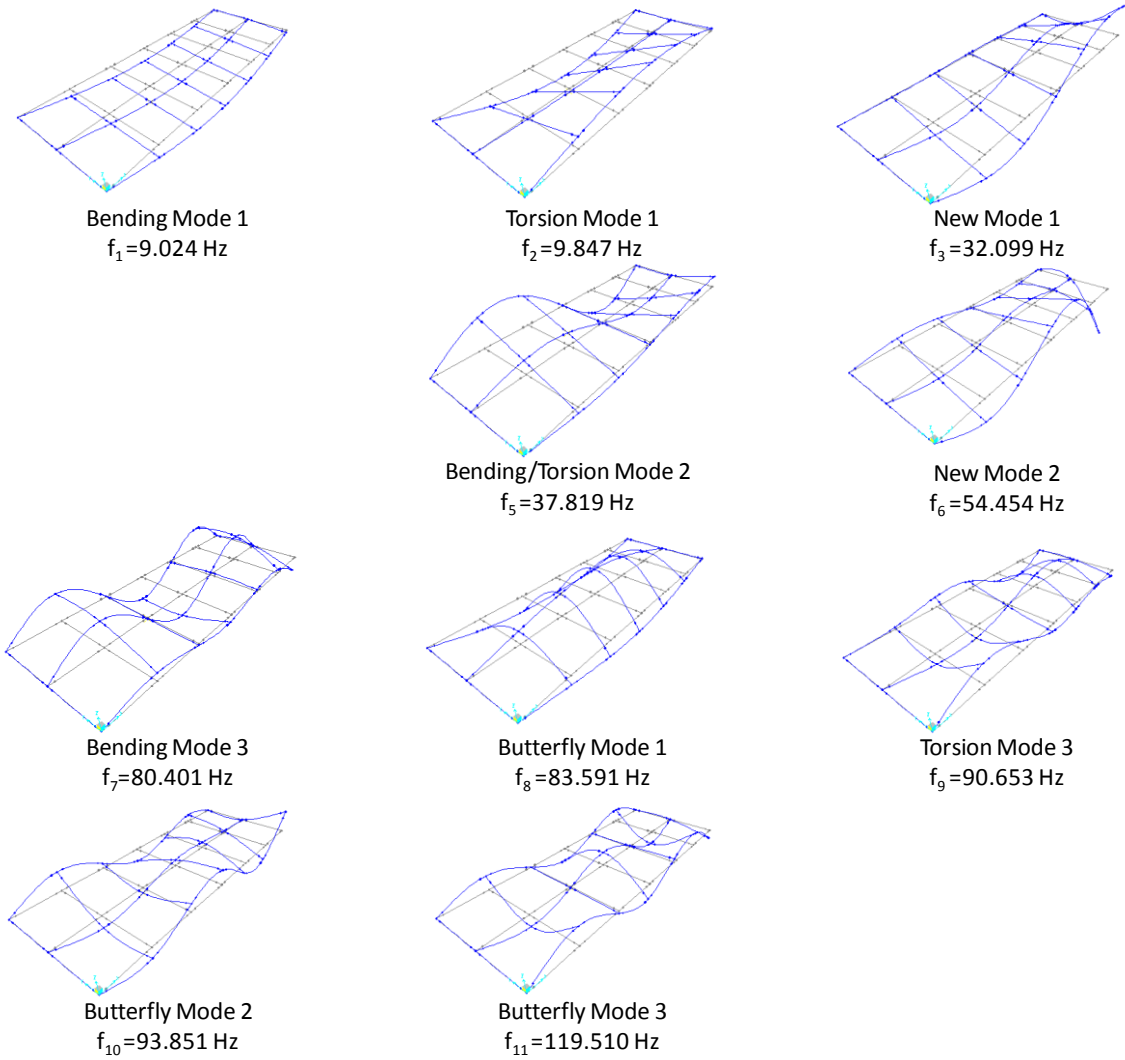 Bending Mode 1
f₁=9.024 Hz
Torsion Mode 1
f₂=9.847 Hz
New Mode 1
f₃=32.099 Hz
Bending/Torsion Mode 2
f₅=37.819 Hz
New Mode 2
f₆=54.454 Hz
Bending Mode 3
f₇=80.401 Hz
Butterfly Mode 1
f₈=83.591 Hz
Torsion Mode 3
f₉=90.653 Hz
Butterfly Mode 2
f₁₀=93.851 Hz
Butterfly Mode 3
f₁₁=119.510 Hz